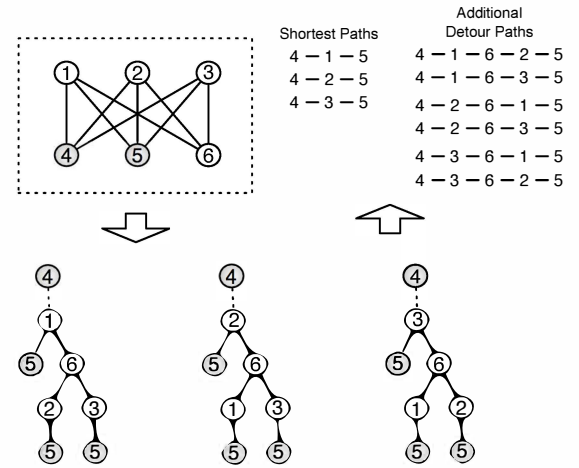 Shortest Paths
4 – 1 – 5
4 – 2 – 5
4 – 3 – 5
Additional
Detour Paths
4 – 1 – 6 – 2 – 5
4 – 1 – 6 – 3 – 5
4 – 2 – 6 – 1 – 5
4 – 2 – 6 – 3 – 5
4 – 3 – 6 – 1 – 5
4 – 3 – 6 – 2 – 5
1 2 3
4 5 6
4
1
5 6
2 3
5 5
4
2
5 6
1 3
5 5
4
3
5 6
1 2
5 5